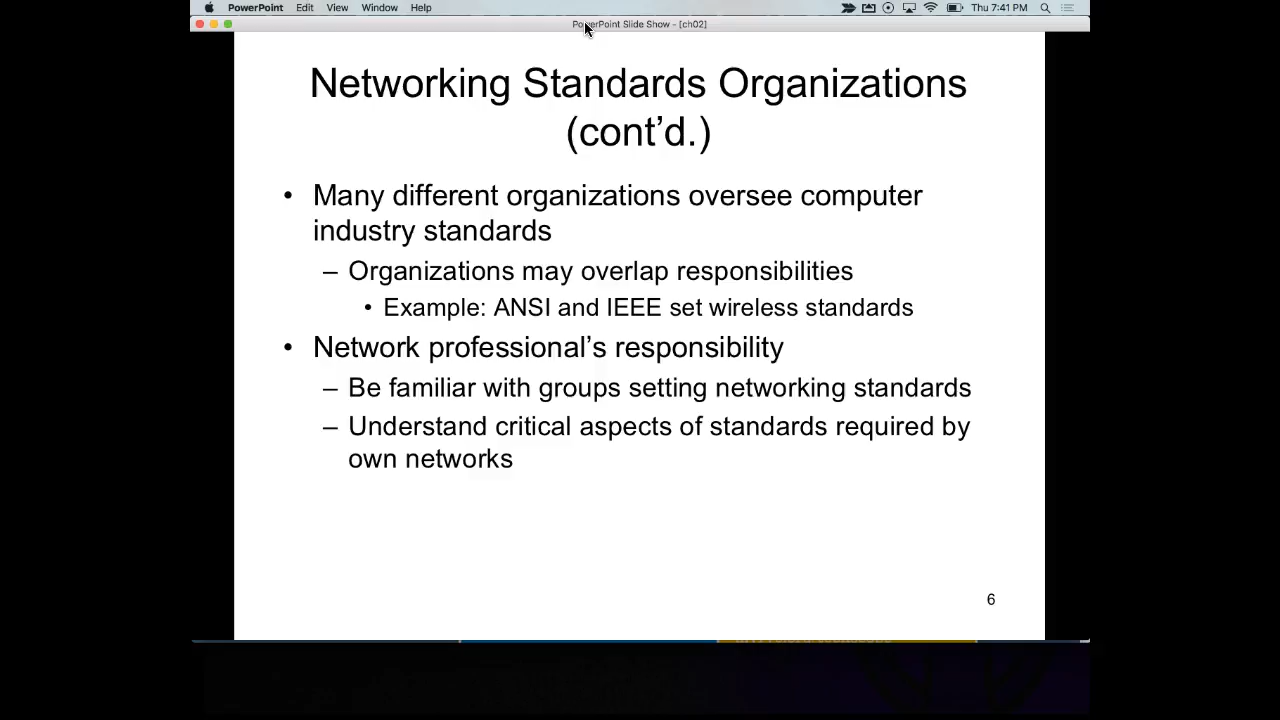 PowerPoint Edit View Window Help Thu 7:41 PM
PowerPoint Slide Show - [ch02]
Networking Standards Organizations
(cont’d.)
• Many different organizations oversee computer
industry standards
– Organizations may overlap responsibilities
• Example: ANSI and IEEE set wireless standards
• Network professional’s responsibility
– Be familiar with groups setting networking standards
– Understand critical aspects of standards required by
own networks
6